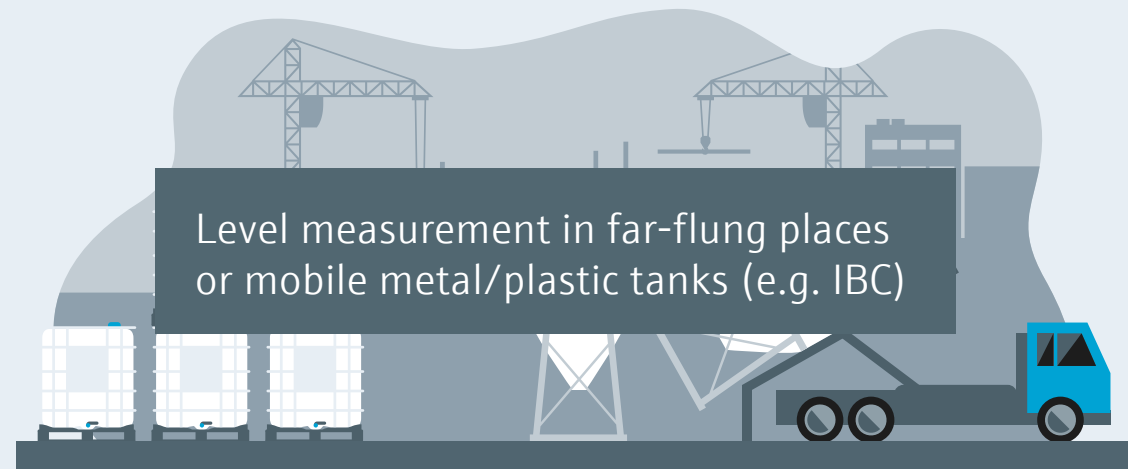 Level measurement in far-flung places
or mobile metal/plastic tanks (e.g. IBC)